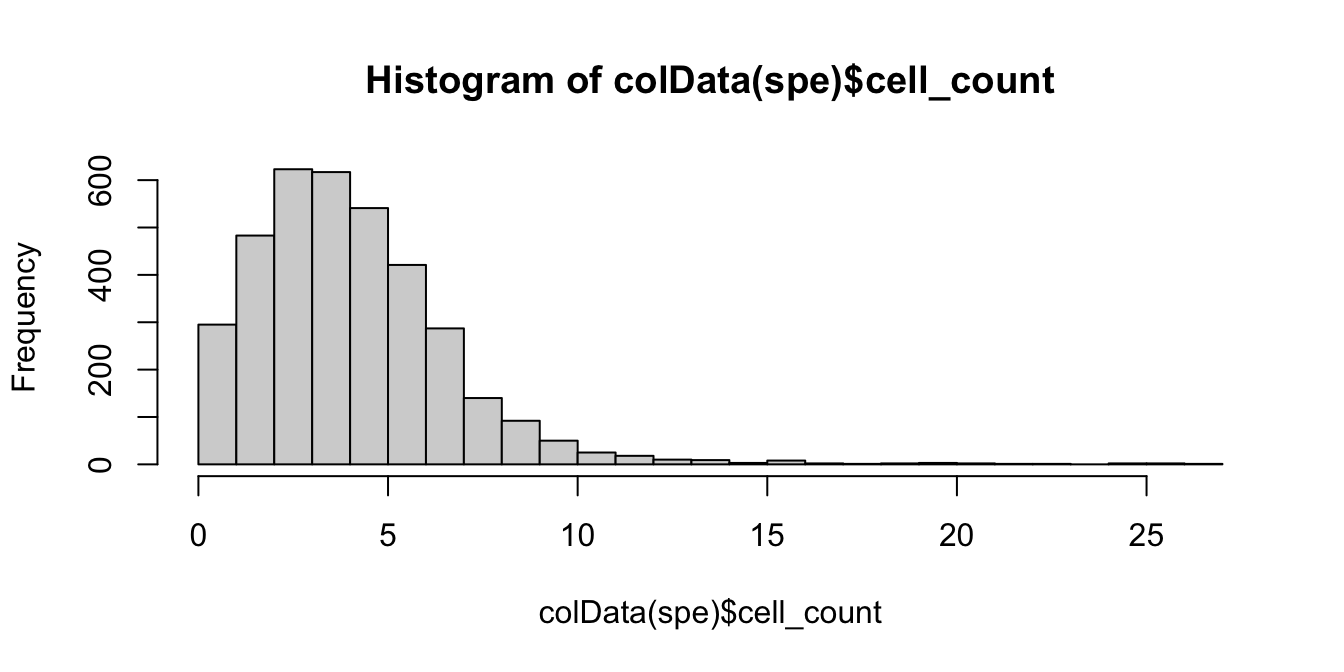 Histogram of colData(spe)$cell_count
Frequency
600
400
200
0
0 5 10 15 20 25
colData(spe)$cell_count